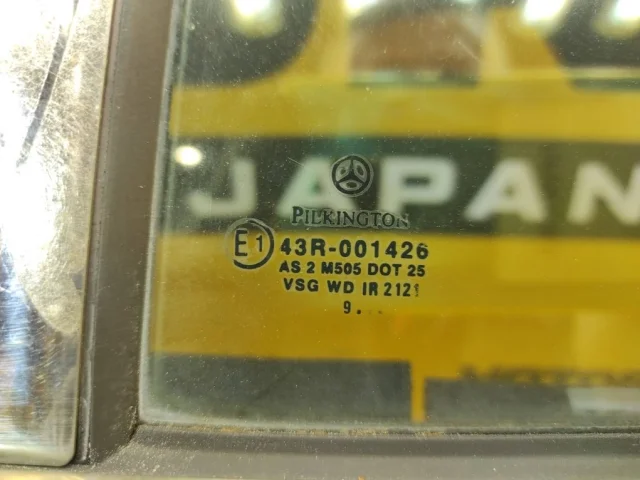 JAPAN
PILKINGTON
E1 43R-001426
AS 2 M505 DOT 25
VSG WD IR 2121
9...